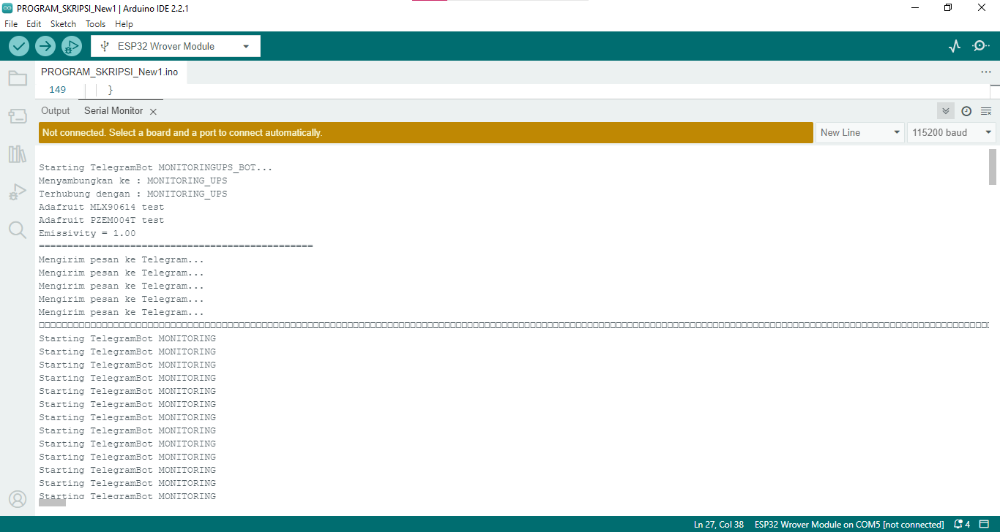 PROGRAM_SKRIPSI_New1 | Arduino IDE 2.2.1
File Edit Sketch Tools Help
ESP32 Wrover Module
PROGRAM_SKRIPSI_New1.ino
149 }
Output Serial Monitor
Not connected. Select a board and a port to connect automatically.
New Line
115200 baud
Starting TelegramBot MONITORINGUPS_BOT...
Menyambungkan ke : MONITORING_UPS
Terhubung dengan : MONITORING_UPS
Adafruit MLX90614 test
Adafruit PZEM004T test
Emissivity = 1.00
================================================
Mengirim pesan ke Telegram...
Mengirim pesan ke Telegram...
Mengirim pesan ke Telegram...
Mengirim pesan ke Telegram...
Mengirim pesan ke Telegram...
Starting TelegramBot MONITORING
Starting TelegramBot MONITORING
Starting TelegramBot MONITORING
Starting TelegramBot MONITORING
Starting TelegramBot MONITORING
Starting TelegramBot MONITORING
Starting TelegramBot MONITORING
Starting TelegramBot MONITORING
Starting TelegramBot MONITORING
Starting TelegramBot MONITORING
Starting TelegramBot MONITORING
Starting TelegramBot MONITORING
Starting TelegramBot MONITORING
Ln 27, Col 38 ESP32 Wrover Module on COM5 [not connected] 4